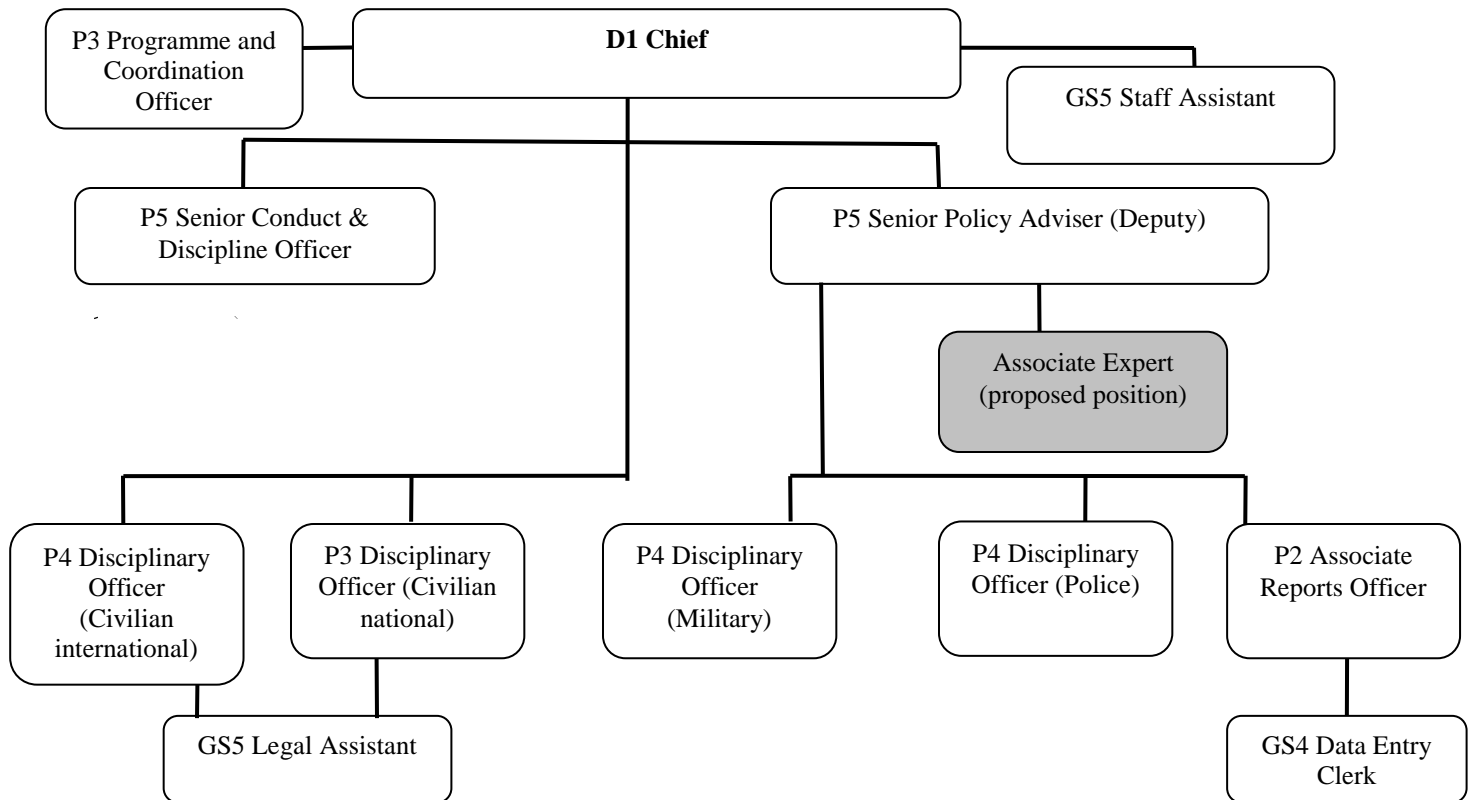 P3 Programme and
Coordination
Officer
D1 Chief
GS5 Staff Assistant
P5 Senior Conduct &
Discipline Officer
P5 Senior Policy Adviser (Deputy)
Associate Expert
(proposed position)
P4 Disciplinary
Officer
(Civilian
international)
P3 Disciplinary
Officer (Civilian
national)
P4 Disciplinary
Officer
(Military)
P4 Disciplinary
Officer (Police)
P2 Associate
Reports Officer
GS5 Legal Assistant
GS4 Data Entry
Clerk